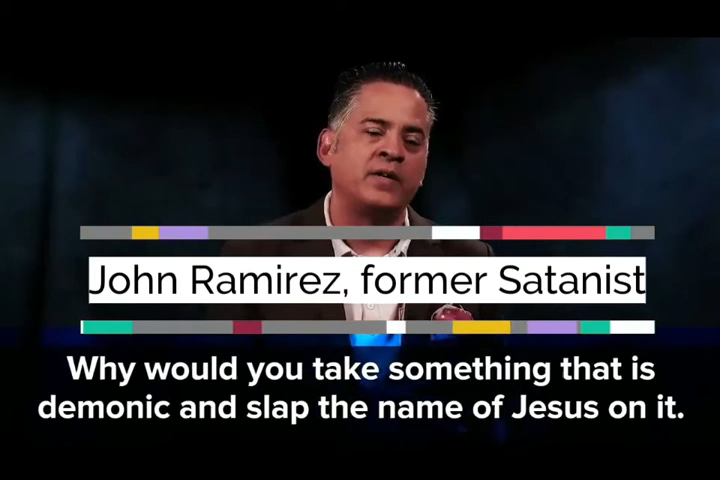 John Ramirez, former Satanist
Why would you take something that is
demonic and slap the name of Jesus on it.